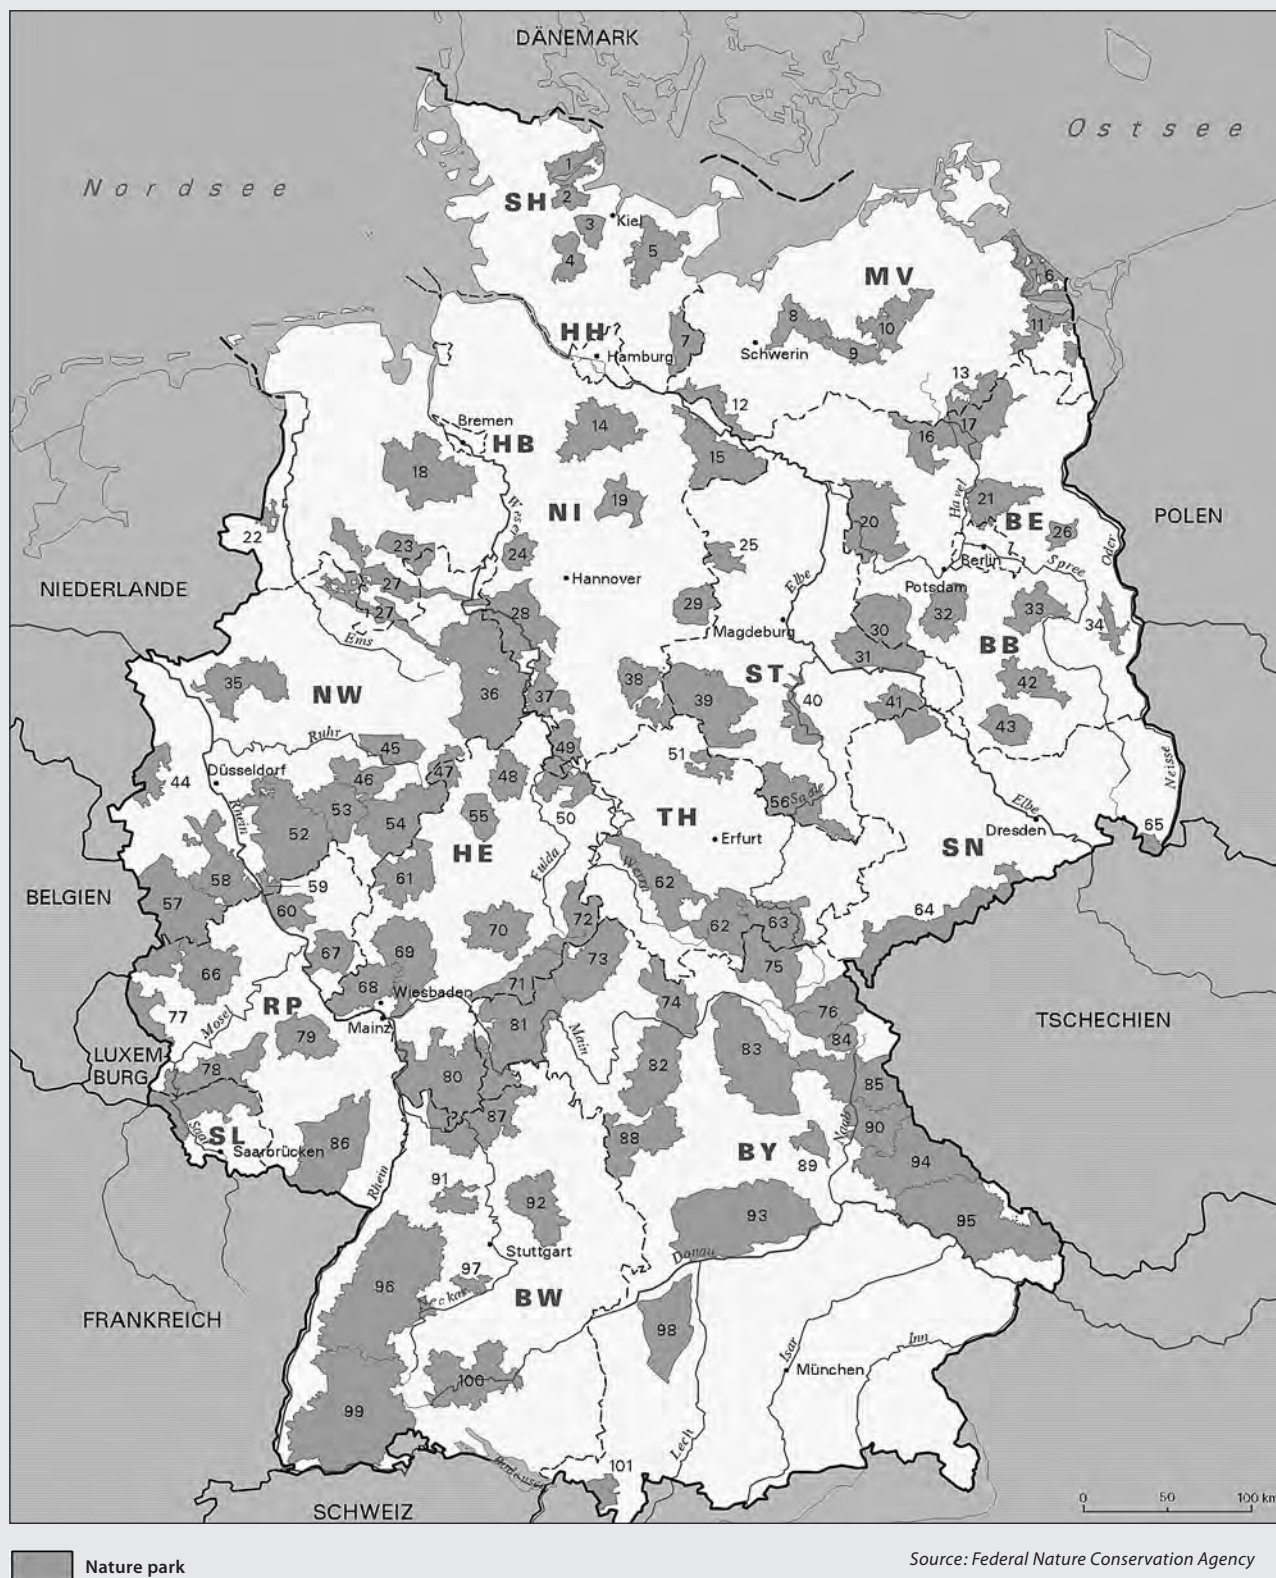 DÄNEMARK
Ostsee
Nordsee
1
SH
2
Kiel
3
5
4
MV
6
8
10
11
HH
Hamburg
7
Schwerin
9
13
12
14
Bremen
HB
17
16
15
18
19
Weser
NI
Havel
21
BE
POLEN
20
26
22
23
24
25
Berlin
Oder
NIEDERLANDE
27
Hannover
Elbe
Potsdam
Spree
27
28
29
Magdeburg
30
32
33
34
Ems
31
BB
35
NW
36
37
38
39
ST
40
41
42
43
Ruhr
45
49
51
44
Düsseldorf
46
47
48
Neisse
Rhein
53
54
55
50
56
Saale
Elbe
52
TH
Erfurt
Dresden
65
HE
SN
BELGIEN
58
59
61
Fulda
Werra
62
57
60
72
62
63
64
67
69
70
73
75
66
68
71
Wiesbaden
74
76
77
Mosel
RP
Mainz
81
Main
TSCHECHIEN
79
84
LUXEM-
BURG
78
80
82
83
85
87
Saar
SL
86
88
Naab
90
Saarbrücken
BY
89
94
Rhein
91
92
93
95
Stuttgart
Donau
97
96
Neckar
BW
FRANKREICH
98
Isar
Inn
100
München
99
Lech
101
Bodensee
SCHWEIZ
0 50 100 km
Nature park
Source: Federal Nature Conservation Agency